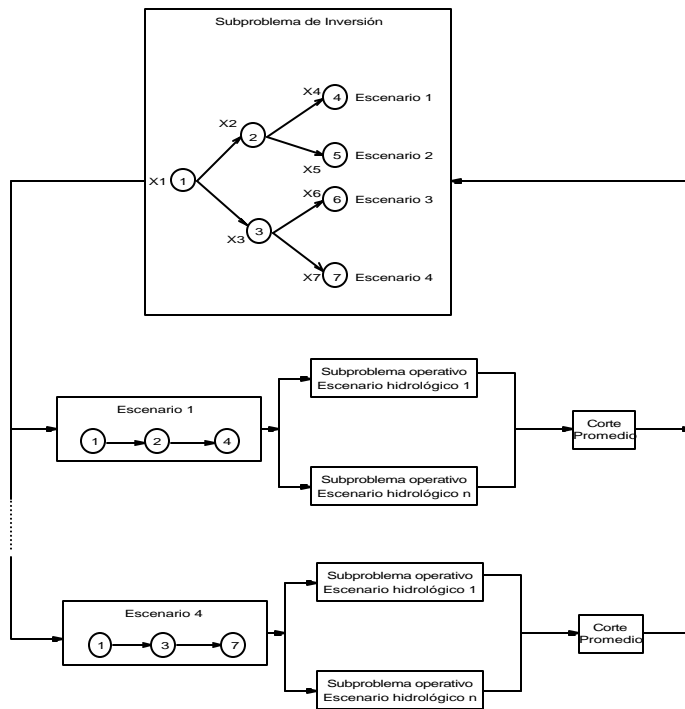 Subproblema de Inversión
X4
4
Escenario 1
X2
2
5
Escenario 2
X5
X1
1
X6
6
Escenario 3
3
X3
X7
7
Escenario 4
Escenario 1
1
2
4
Subproblema operativo
Escenario hidrológico 1
Subproblema operativo
Escenario hidrológico n
Corte
Promedio
Escenario 4
1
3
7
Subproblema operativo
Escenario hidrológico 1
Subproblema operativo
Escenario hidrológico n
Corte
Promedio